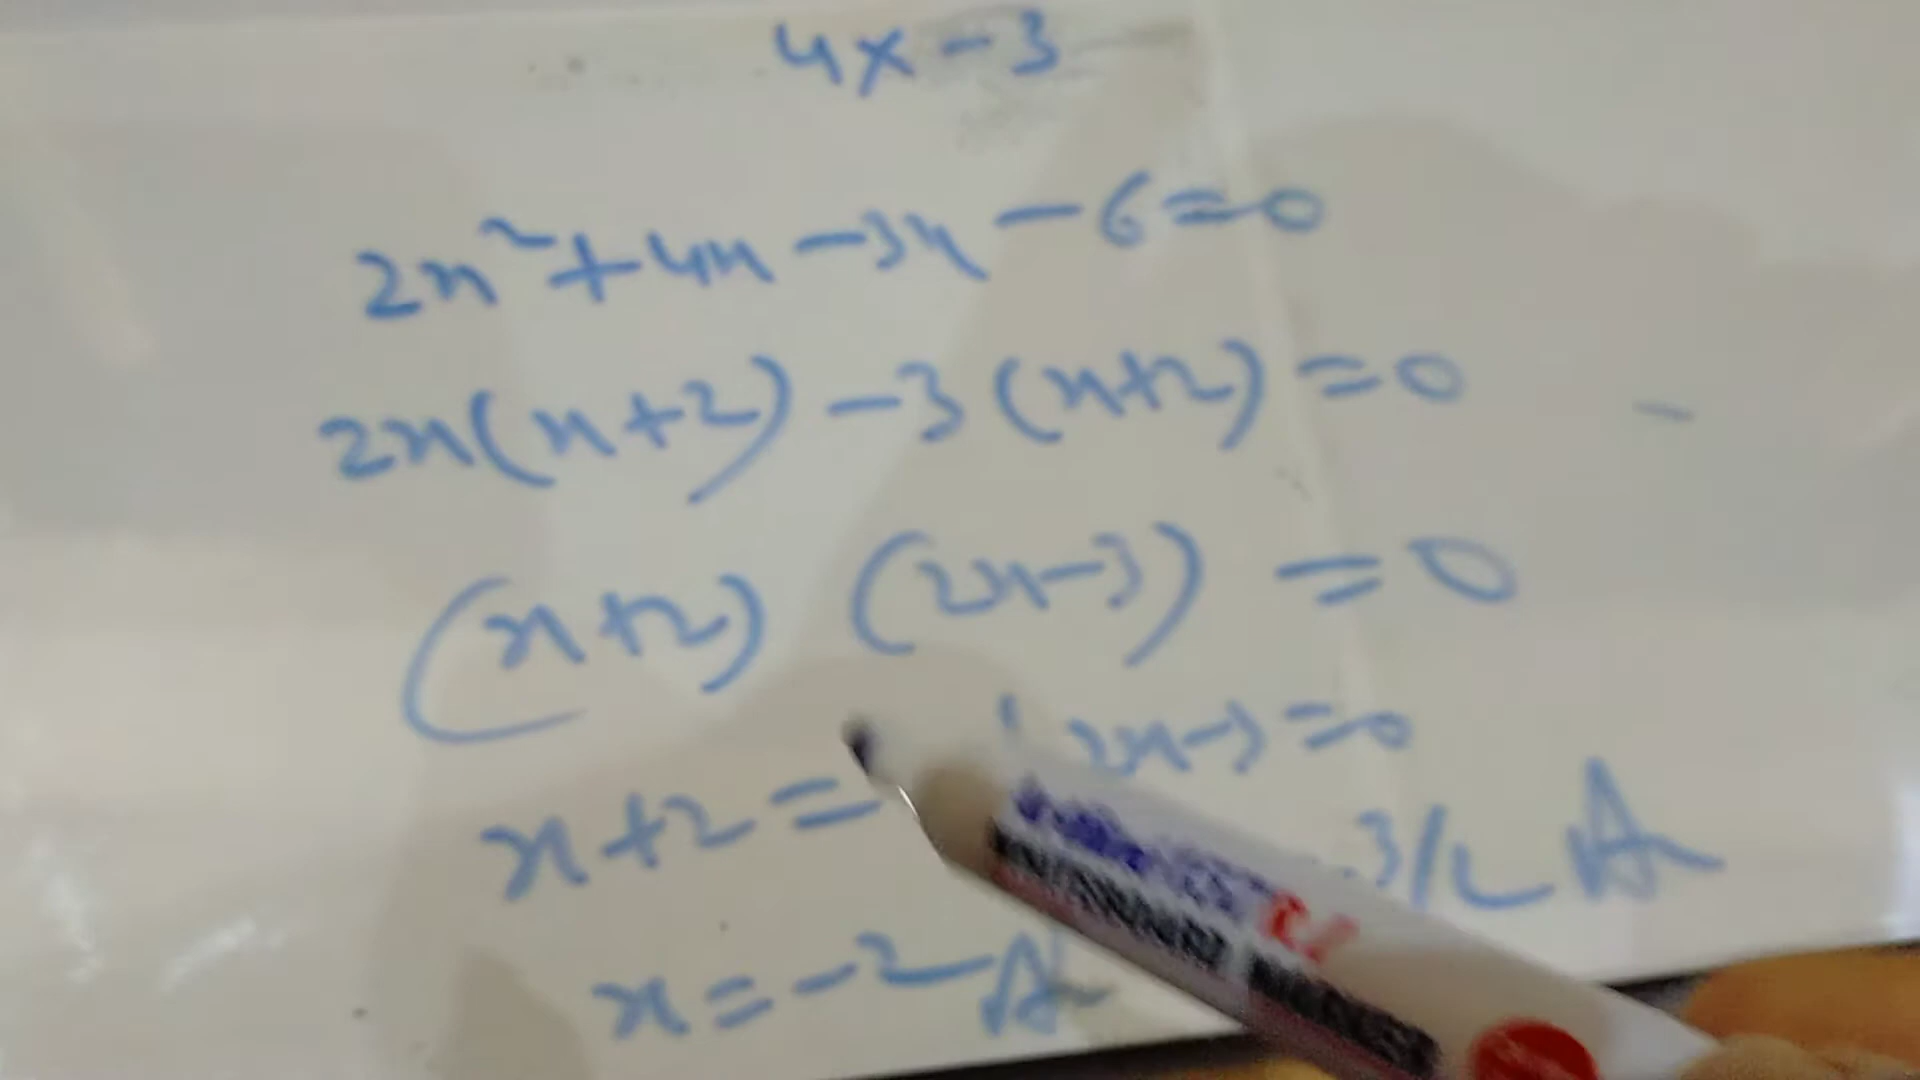 4x - 3
2x² + 4x - 3x - 6 = 0
2x(x+2) - 3(x+2) = 0
(x+2) (2x-3) = 0
2x-3 = 0
x+2 =
3/2 A
x = -2 A